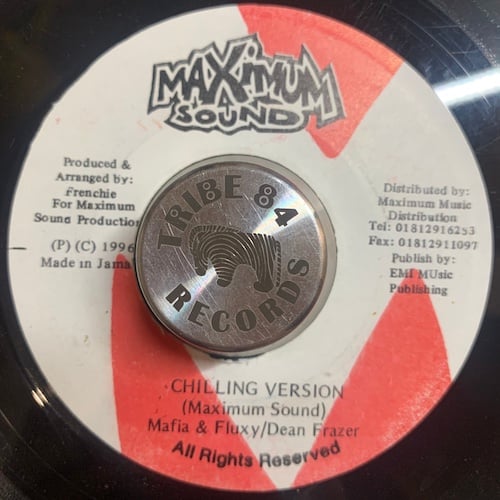 MAXIMUM
SOUND
Produced &
Arranged by:
Frenchie
For Maximum
Sound Production
(P) (C) 1996
Made in Jama
Distributed by:
Maximum Music
Distribution
Tel: 01812916253
Fax: 01812911097
Publish by:
EMI MUsic
Publishing
TRIBE 84
RECORDS
CHILLING VERSION
(Maximum Sound)
Mafia & Fluxy/Dean Frazer
All Rights Reserved